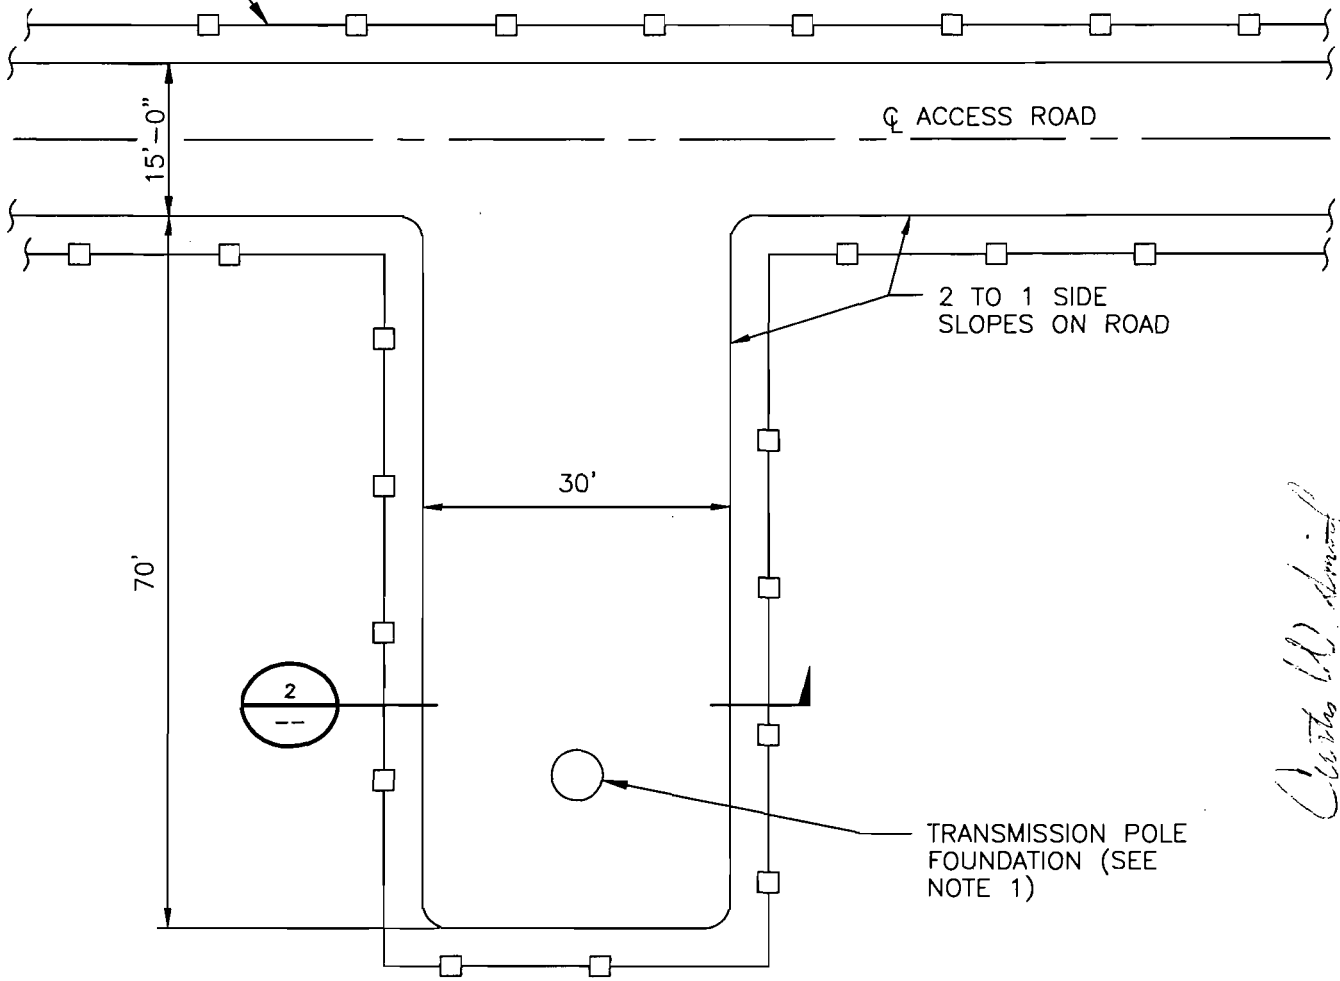 ℄ ACCESS ROAD
15'-0"
2 TO 1 SIDE
SLOPES ON ROAD
30'
70'
2
--
TRANSMISSION POLE
FOUNDATION (SEE
NOTE 1)